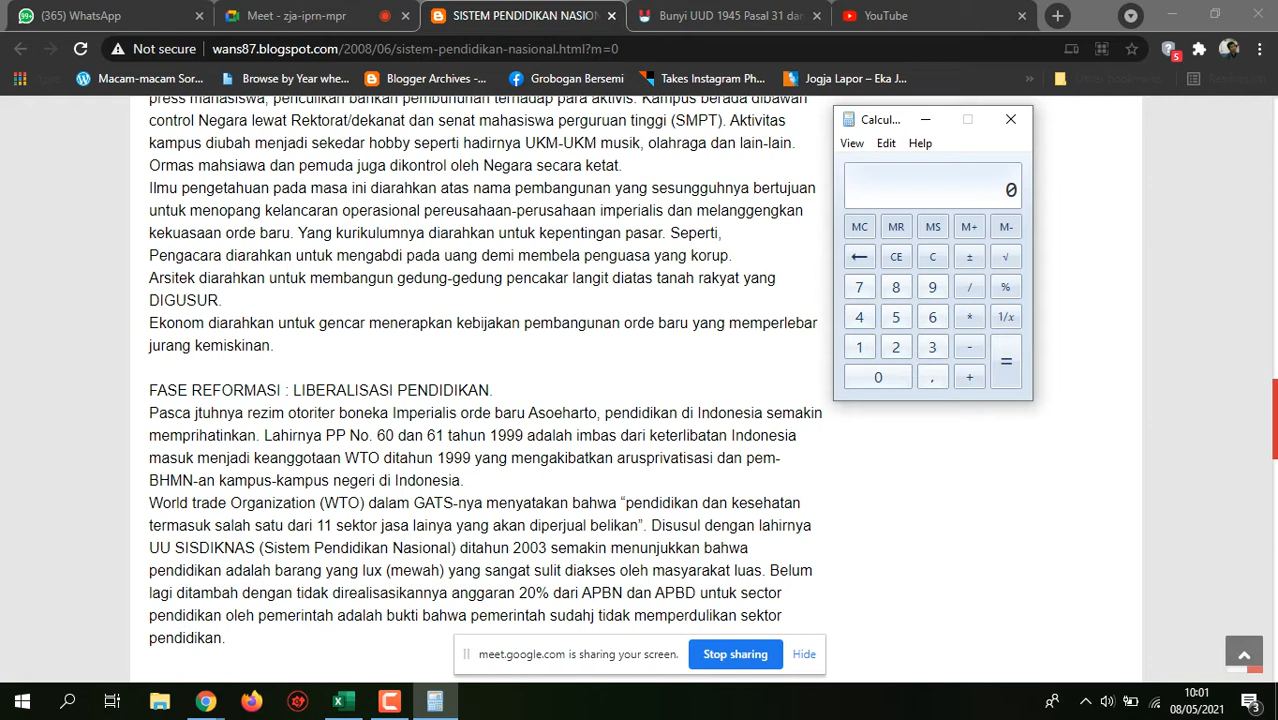 (365) WhatsApp
Meet - zja-iprn-mpr
SISTEM PENDIDIKAN NASION
Bunyi UUD 1945 Pasal 31 dan
YouTube
Not secure
wans87.blogspot.com/2008/06/sistem-pendidikan-nasional.html?m=0
5
Macam-macam Sor...
Browse by Year whe...
Blogger Archives -...
Grobogan Bersemi
Takes Instagram Ph...
Jogja Lapor – Eka J...
»
press mahasiswa, penculikan bahkan pembunuhan terhadap para aktivis. Kampus berada dibawah
control Negara lewat Rektorat/dekanat dan senat mahasiswa perguruan tinggi (SMPT). Aktivitas
kampus diubah menjadi sekedar hobby seperti hadirnya UKM-UKM musik, olahraga dan lain-lain.
Ormas mahsiawa dan pemuda juga dikontrol oleh Negara secara ketat.
Ilmu pengetahuan pada masa ini diarahkan atas nama pembangunan yang sesungguhnya bertujuan
untuk menopang kelancaran operasional pereusahaan-perusahaan imperialis dan melanggengkan
kekuasaan orde baru. Yang kurikulumnya diarahkan untuk kepentingan pasar. Seperti,
Pengacara diarahkan untuk mengabdi pada uang demi membela penguasa yang korup.
Arsitek diarahkan untuk membangun gedung-gedung pencakar langit diatas tanah rakyat yang
DIGUSUR.
Ekonom diarahkan untuk gencar menerapkan kebijakan pembangunan orde baru yang memperlebar
jurang kemiskinan.
FASE REFORMASI : LIBERALISASI PENDIDIKAN.
Pasca jtuhnya rezim otoriter boneka Imperialis orde baru Asoeharto, pendidikan di Indonesia semakin
memprihatinkan. Lahirnya PP No. 60 dan 61 tahun 1999 adalah imbas dari keterlibatan Indonesia
masuk menjadi keanggotaan WTO ditahun 1999 yang mengakibatkan arusprivatisasi dan pem-
BHMN-an kampus-kampus negeri di Indonesia.
World trade Organization (WTO) dalam GATS-nya menyatakan bahwa “pendidikan dan kesehatan
termasuk salah satu dari 11 sektor jasa lainya yang akan diperjual belikan”. Disusul dengan lahirnya
UU SISDIKNAS (Sistem Pendidikan Nasional) ditahun 2003 semakin menunjukkan bahwa
pendidikan adalah barang yang lux (mewah) yang sangat sulit diakses oleh masyarakat luas. Belum
lagi ditambah dengan tidak direalisasikannya anggaran 20% dari APBN dan APBD untuk sector
pendidikan oleh pemerintah adalah bukti bahwa pemerintah sudahj tidak memperdulikan sektor
pendidikan.
Calcul...
View Edit Help
0
MC MR MS M+ M-
← CE C ± √
7 8 9 / %
4 5 6 * 1/x
1 2 3 - =
0 , +
meet.google.com is sharing your screen.
Stop sharing
Hide
10:01
08/05/2021
3